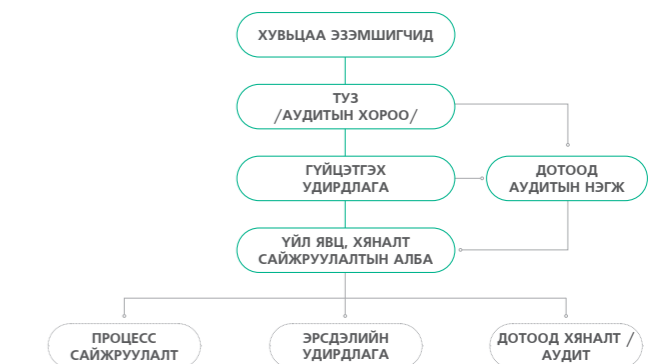 ХУВЬЦАА ЭЗЭМШИГЧИД
ТУЗ
/АУДИТЫН ХОРОО/
ГҮЙЦЭТГЭХ
УДИРДЛАГА
ДОТООД
АУДИТЫН НЭГЖ
ҮЙЛ ЯВЦ, ХЯНАЛТ
САЙЖРУУЛАЛТЫН АЛБА
ПРОЦЕСС
САЙЖРУУЛАЛТ
ЭРСДЭЛИЙН
УДИРДЛАГА
ДОТООД ХЯНАЛТ /
АУДИТ